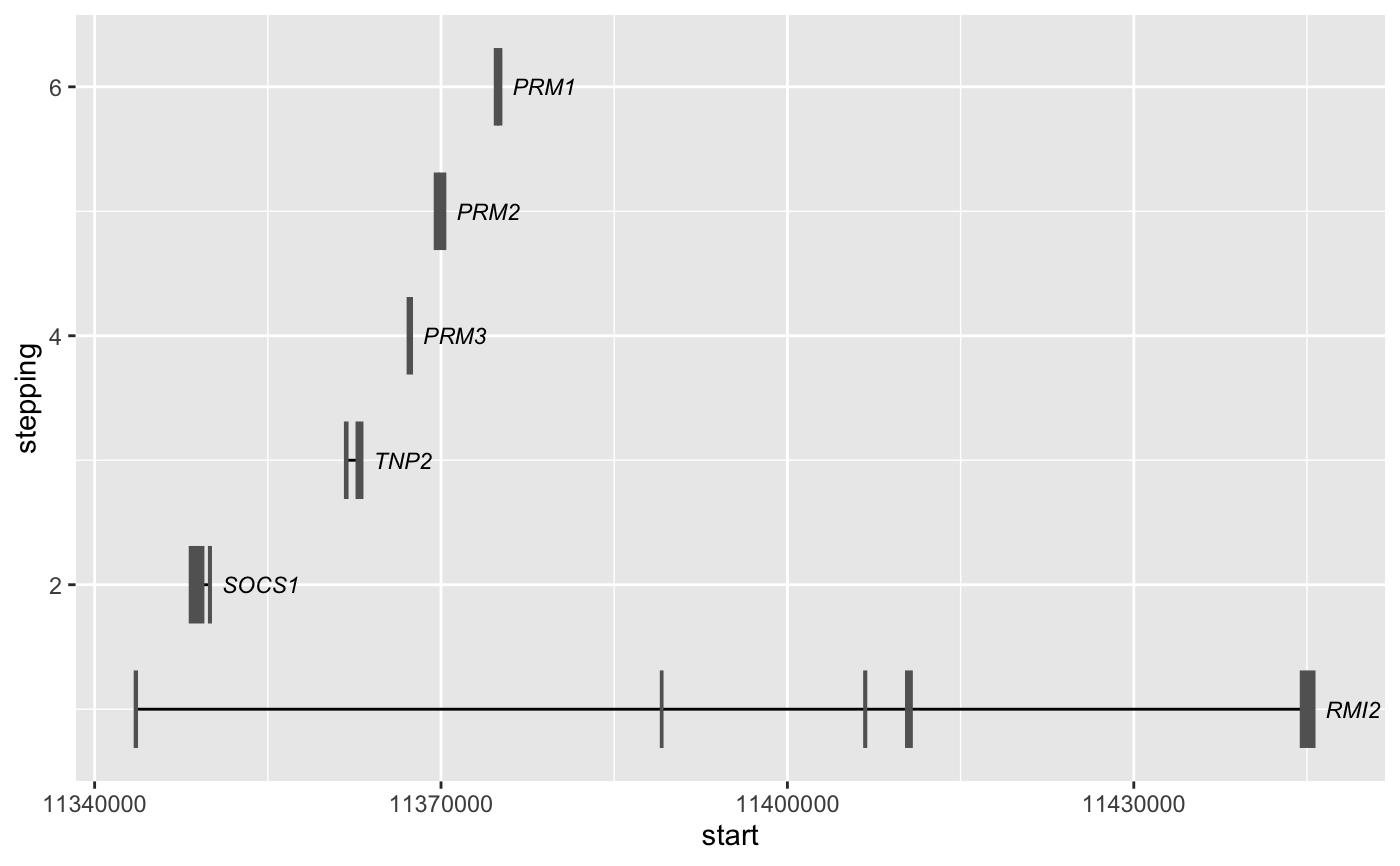 6
PRM1
PRM2
4
PRM3
TNP2
2
SOCS1
RMI2
stepping
11340000
11370000
11400000
11430000
start